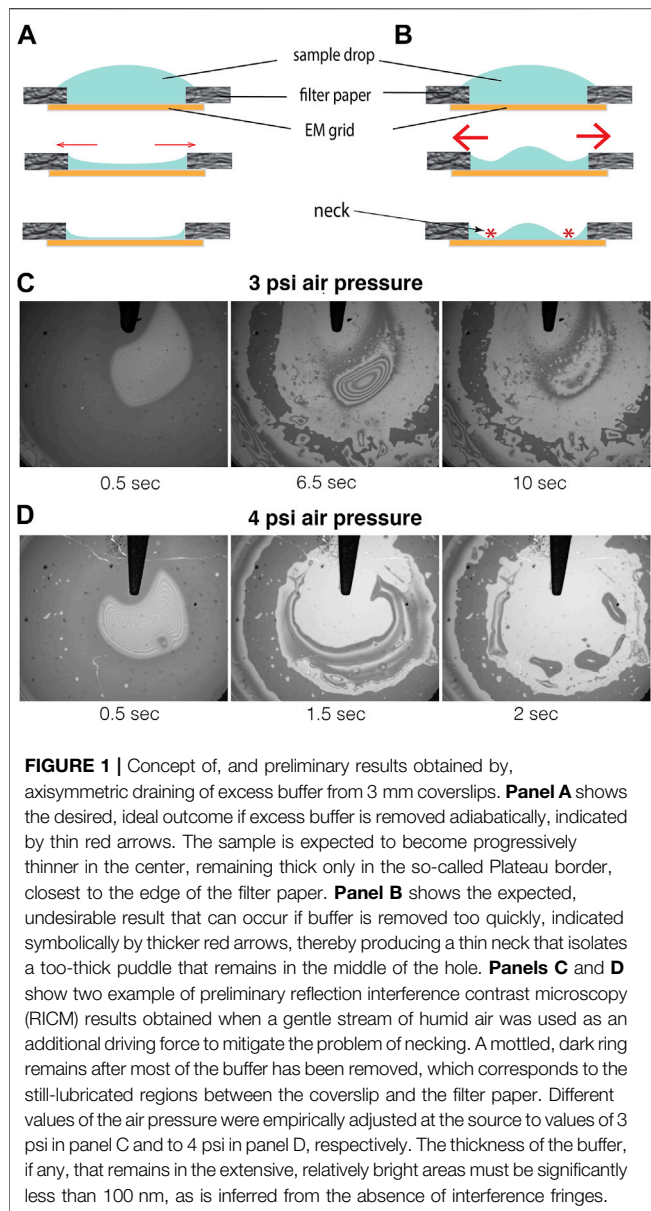 A
B
sample drop
filter paper
EM grid
neck
*
*
C
3 psi air pressure
0.5 sec
6.5 sec
10 sec
D
4 psi air pressure
0.5 sec
1.5 sec
2 sec
FIGURE 1 | Concept of, and preliminary results obtained by,
axisymmetric draining of excess buffer from 3 mm coverslips. Panel A shows
the desired, ideal outcome if excess buffer is removed adiabatically, indicated
by thin red arrows. The sample is expected to become progressively
thinner in the center, remaining thick only in the so-called Plateau border,
closest to the edge of the filter paper. Panel B shows the expected,
undesirable result that can occur if buffer is removed too quickly, indicated
symbolically by thicker red arrows, thereby producing a thin neck that isolates
a too-thick puddle that remains in the middle of the hole. Panels C and D
show two example of preliminary reflection interference contrast microscopy
(RICM) results obtained when a gentle stream of humid air was used as an
additional driving force to mitigate the problem of necking. A mottled, dark ring
remains after most of the buffer has been removed, which corresponds to the
still-lubricated regions between the coverslip and the filter paper. Different
values of the air pressure were empirically adjusted at the source to values of 3
psi in panel C and to 4 psi in panel D, respectively. The thickness of the buffer,
if any, that remains in the extensive, relatively bright areas must be significantly
less than 100 nm, as is inferred from the absence of interference fringes.